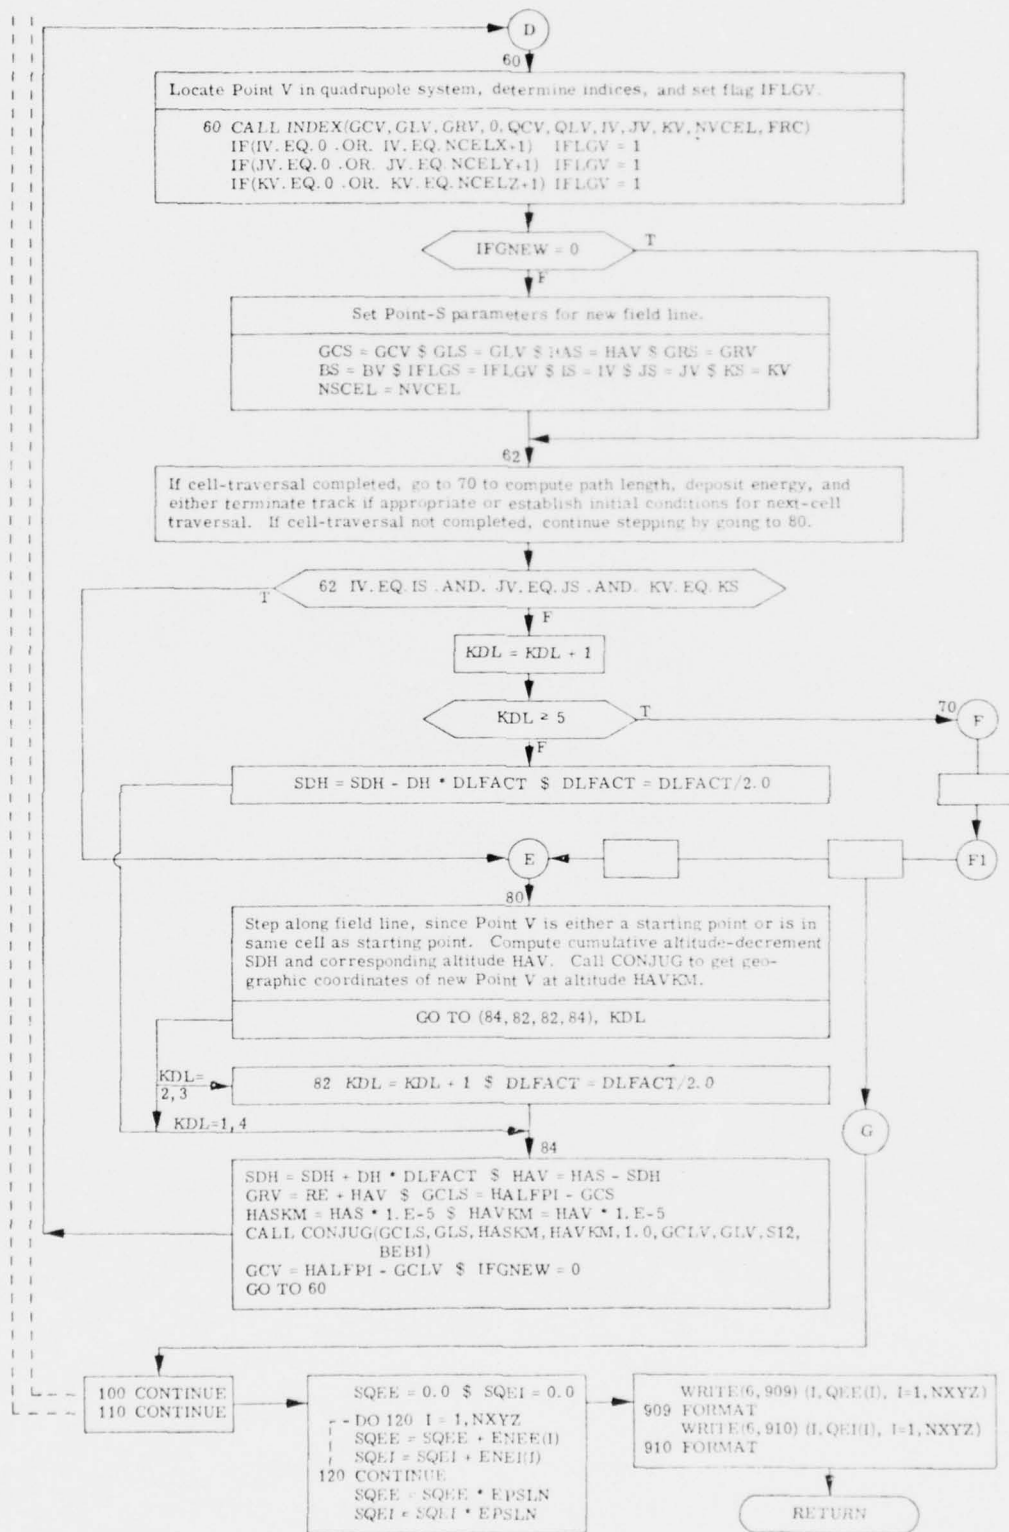 D
60
Locate Point V in quadrupole system, determine indices, and set flag IFLGV.
60 CALL INDEX(GCV, GLV, GRV, 0, QCV, QLV, IV, JV, KV, NVCEL, FRC)
IF(IV. EQ. 0 .OR. IV. EQ. NCELX+1) IFLGV = 1
IF(JV. EQ. 0 .OR. JV. EQ. NCELY+1) IFLGV = 1
IF(KV. EQ. 0 .OR. KV. EQ. NCELZ+1) IFLGV = 1
IFGNEW = 0
T
F
Set Point-S parameters for new field line.
GCS = GCV $ GLS = GLV $ HAS = HAV $ GRS = GRV
BS = BV $ IFLGS = IFLGV $ IS = IV $ JS = JV $ KS = KV
NSCEL = NVCEL
62
If cell-traversal completed, go to 70 to compute path length, deposit energy, and
either terminate track if appropriate or establish initial conditions for next-cell
traversal. If cell-traversal not completed, continue stepping by going to 80.
62 IV. EQ. IS .AND. JV. EQ. JS .AND. KV. EQ. KS
T
F
KDL = KDL + 1
KDL ≥ 5
T
70
F
F
SDH = SDH - DH * DLFACT $ DLFACT = DLFACT/2.0
E
F1
80
Step along field line, since Point V is either a starting point or is in
same cell as starting point. Compute cumulative altitude-decrement
SDH and corresponding altitude HAV. Call CONJUG to get geo-
graphic coordinates of new Point V at altitude HAVKM.
GO TO (84, 82, 82, 84), KDL
KDL=
2, 3
82 KDL = KDL + 1 $ DLFACT = DLFACT/2.0
KDL=1, 4
G
84
SDH = SDH + DH * DLFACT $ HAV = HAS - SDH
GRV = RE + HAV $ GCLS = HALFPI - GCS
HASKM = HAS * 1. E-5 $ HAVKM = HAV * 1. E-5
CALL CONJUG(GCLS, GLS, HASKM, HAVKM, 1.0, GCLV, GLV, S12,
BEB1)
GCV = HALFPI - GCLV $ IFGNEW = 0
GO TO 60
100 CONTINUE
110 CONTINUE
SQEE = 0.0 $ SQEI = 0.0
DO 120 I = 1, NXYZ
SQEE = SQEE + ENEE(I)
SQEI = SQEI + ENEI(I)
120 CONTINUE
SQEE = SQEE * EPSLN
SQEI = SQEI * EPSLN
WRITE(6, 909) (I, QEE(I), I=1, NXYZ)
909 FORMAT
WRITE(6, 910) (I, QEI(I), I=1, NXYZ)
910 FORMAT
RETURN